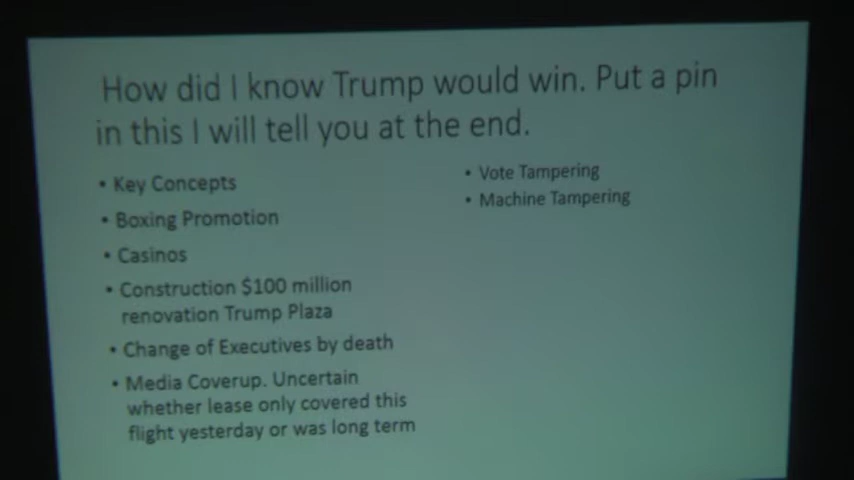 How did I know Trump would win. Put a pin
in this I will tell you at the end.
• Key Concepts
• Boxing Promotion
• Casinos
• Construction $100 million
renovation Trump Plaza
• Change of Executives by death
• Media Coverup. Uncertain
whether lease only covered this
flight yesterday or was long term
• Vote Tampering
• Machine Tampering